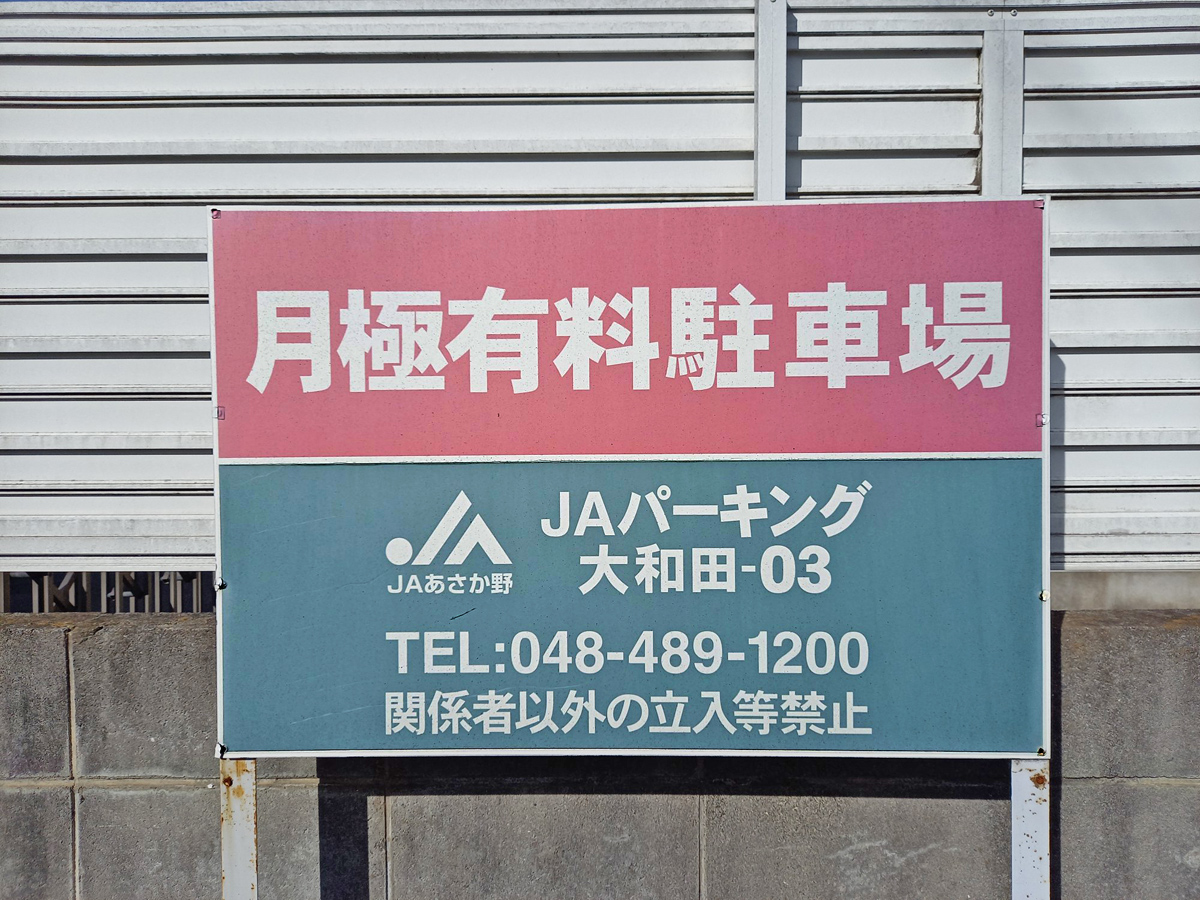 月極有料駐車場
JAパーキング
大和田-03
JAあさか野
TEL:048-489-1200
関係者以外の立入等禁止